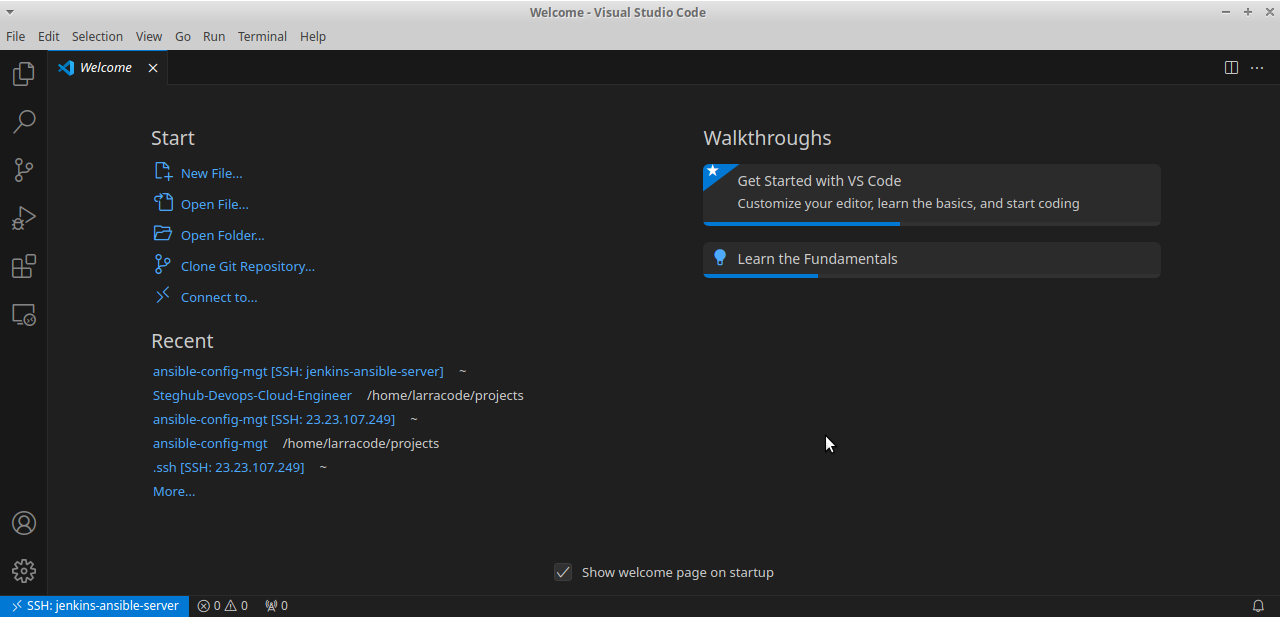 Welcome - Visual Studio Code
File Edit Selection View Go Run Terminal Help
Welcome
Start
New File...
Open File...
Open Folder...
Clone Git Repository...
Connect to...
Recent
ansible-config-mgt [SSH: jenkins-ansible-server] ~
Steghub-Devops-Cloud-Engineer /home/larracode/projects
ansible-config-mgt [SSH: 23.23.107.249] ~
ansible-config-mgt /home/larracode/projects
.ssh [SSH: 23.23.107.249] ~
More...
Walkthroughs
Get Started with VS Code
Customize your editor, learn the basics, and start coding
Learn the Fundamentals
Show welcome page on startup
SSH: jenkins-ansible-server 0 0 0